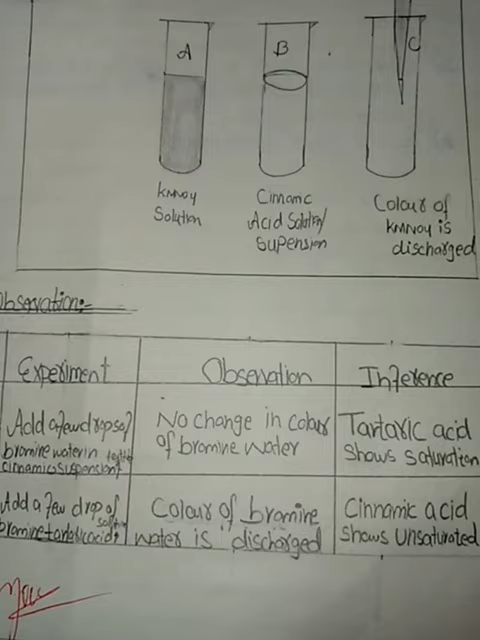 A
B
C
KMnO4
Solution
Cinnamic
Acid Solution/
Supension
Colour of
KMnO4 is
discharged
Observation:-
Experiment
Observation
Inference
Add a few drops of
bromine water in
cinnamic suspension
No change in colour
of bromine water
Tartaric acid
shows saturation
Add a few drop of
bromine tartaric acid
solution
Colour of bromine
water is discharged
Cinnamic acid
shows Unsaturated